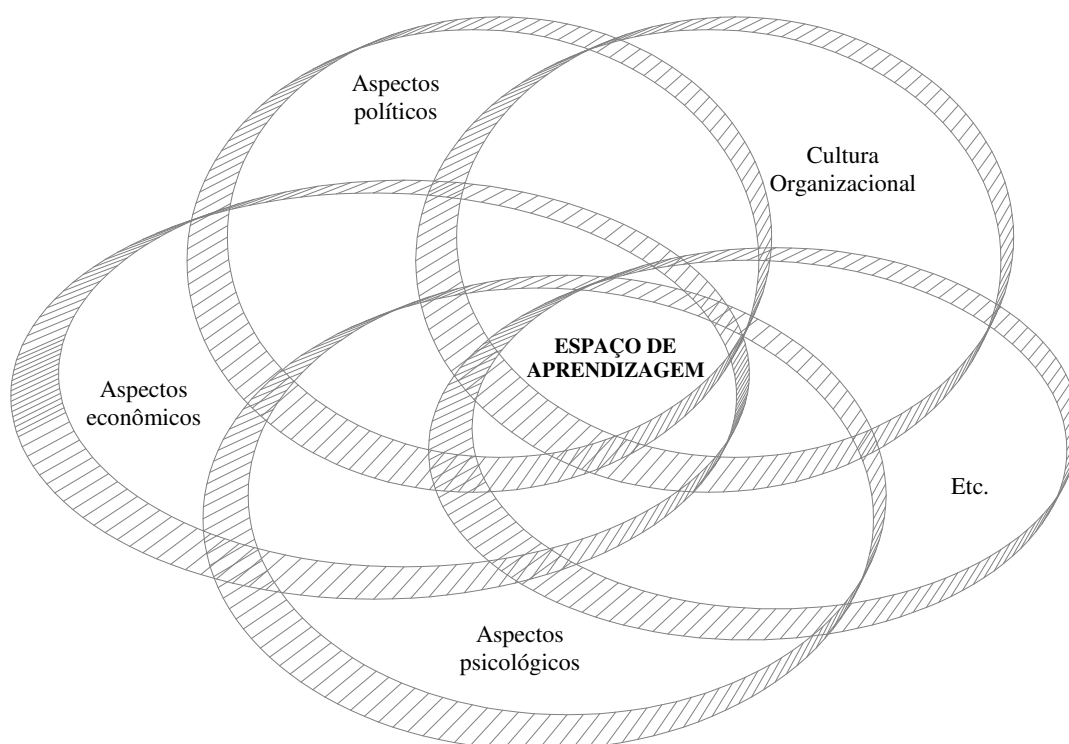 Aspectos
políticos
Cultura
Organizacional
ESPAÇO DE
APRENDIZAGEM
Aspectos
econômicos
Etc.
Aspectos
psicológicos